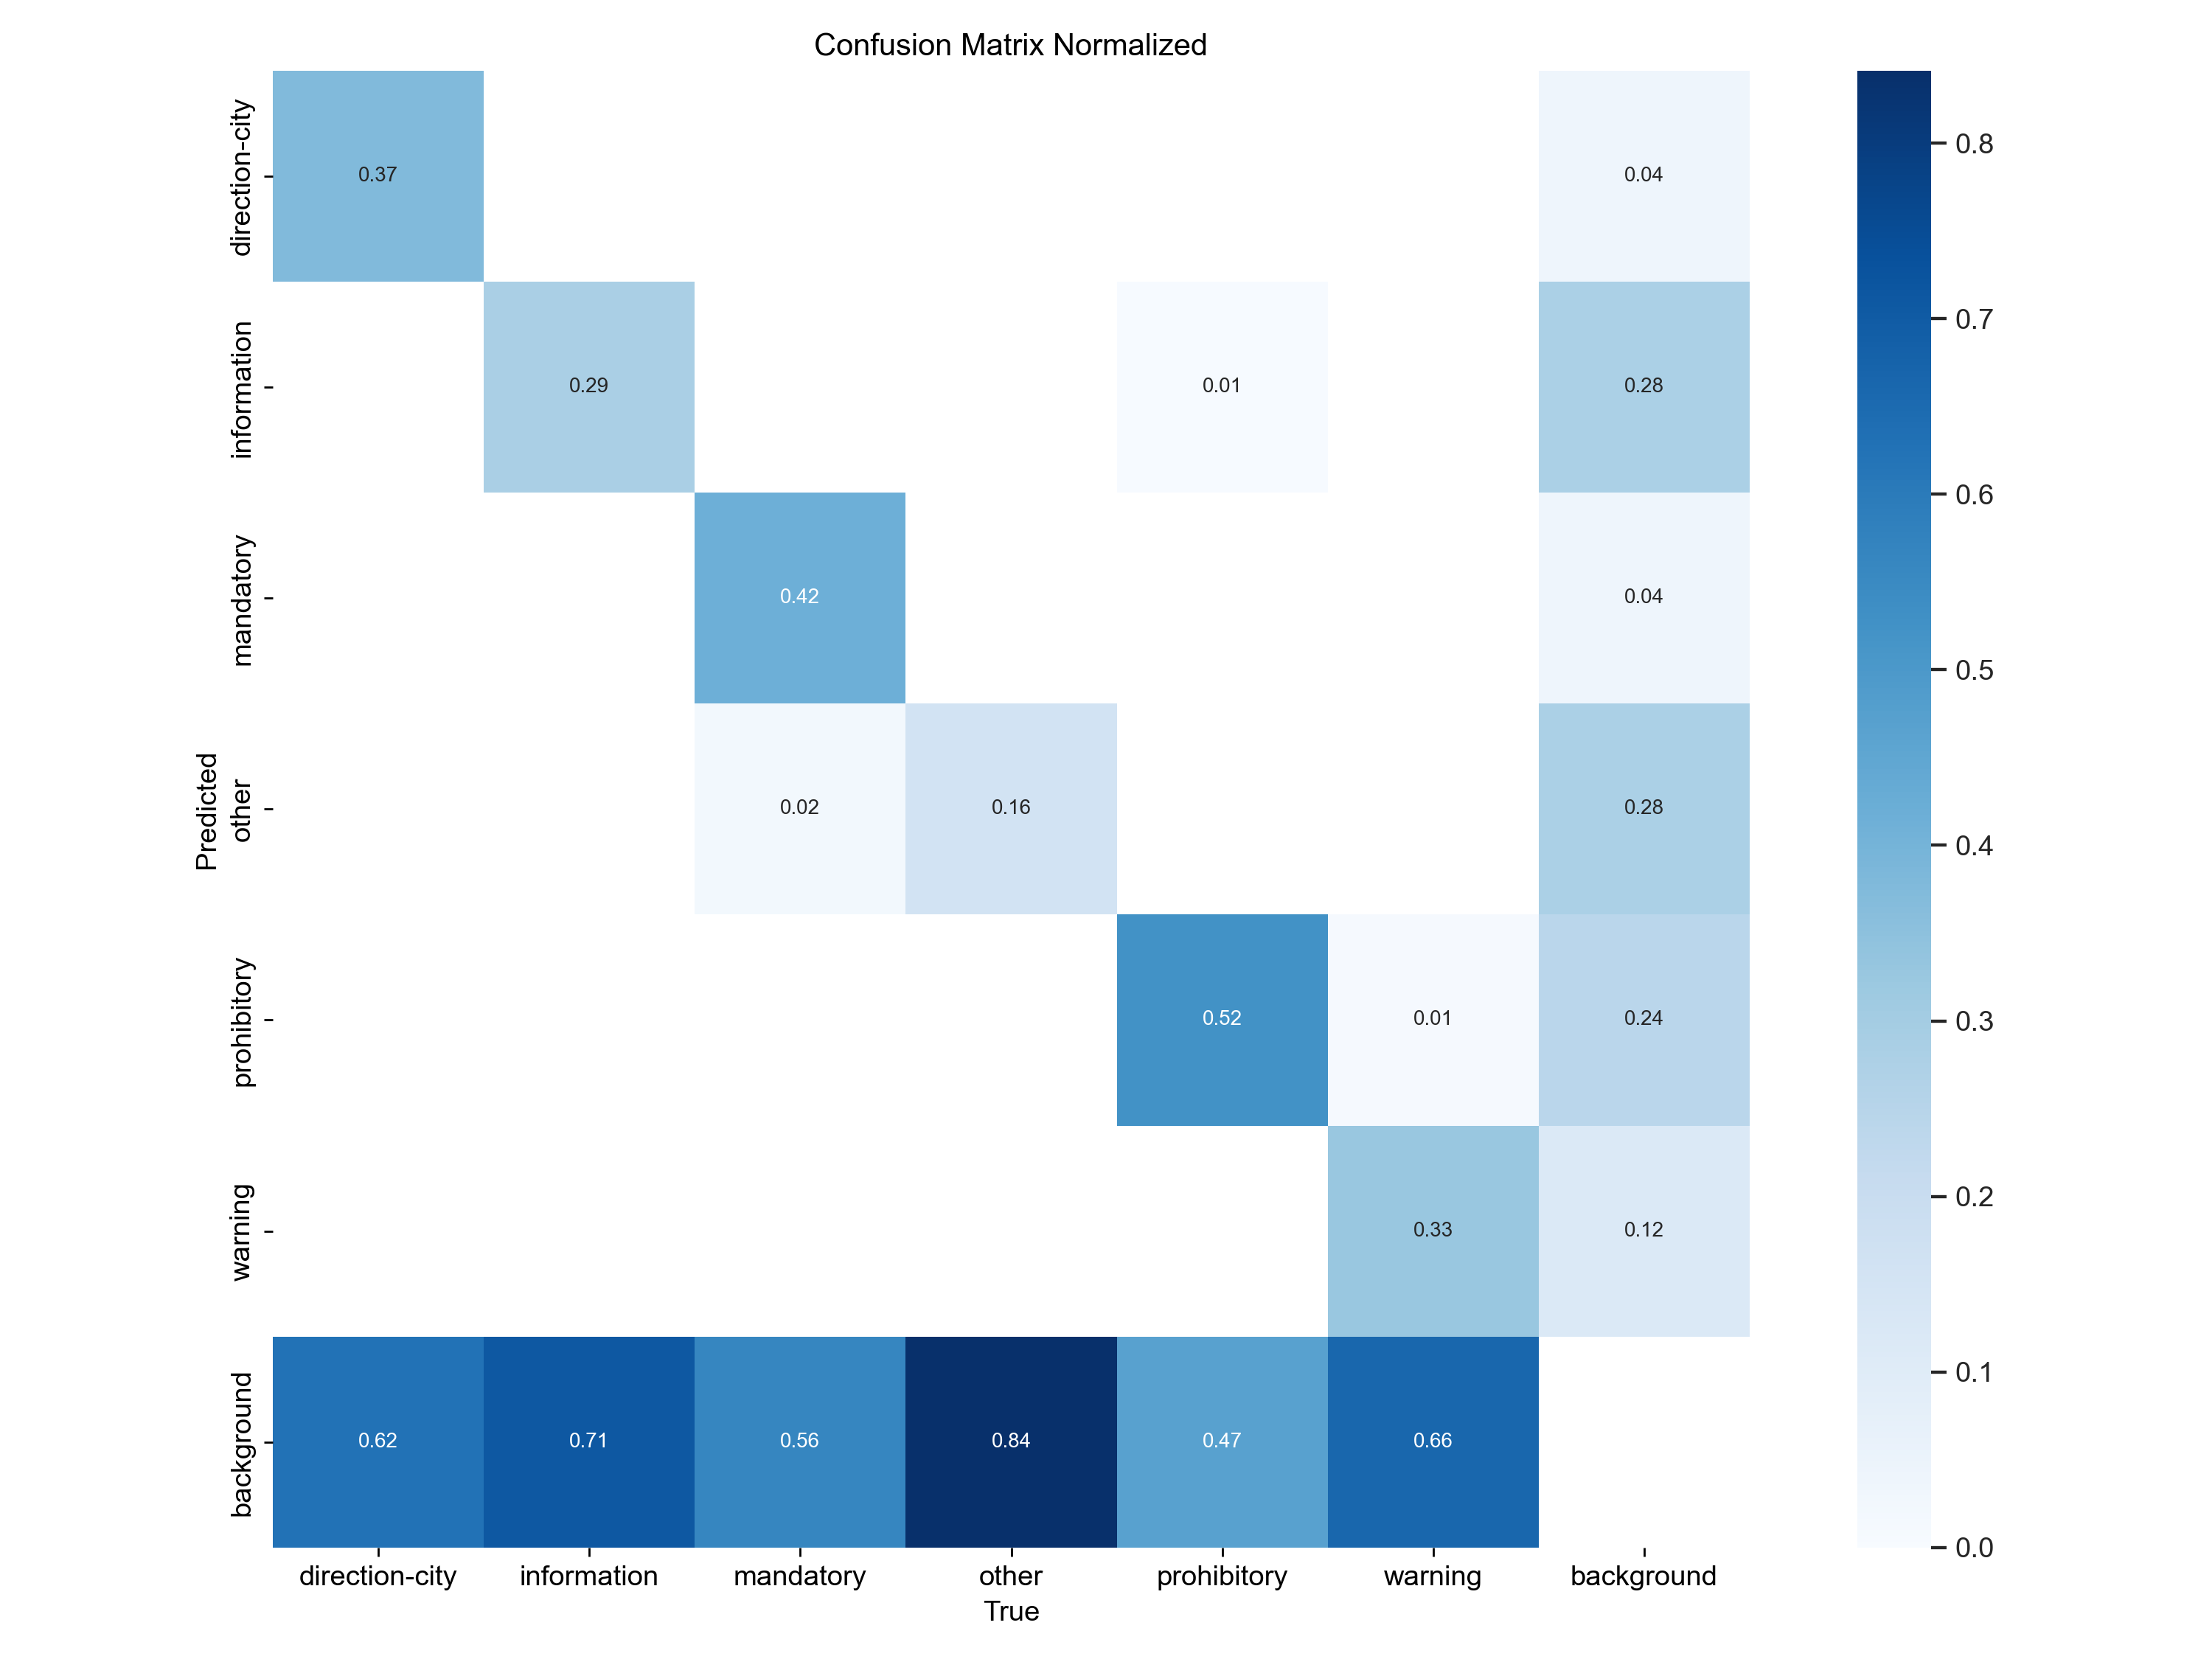 Confusion Matrix Normalized
direction-city
0.37
0.04
0.8
information
0.29
0.01
0.28
0.7
mandatory
0.42
0.04
0.6
0.5
Predicted
other
0.02
0.16
0.28
0.4
prohibitory
0.52
0.01
0.24
0.3
warning
0.33
0.12
0.2
background
0.62
0.71
0.56
0.84
0.47
0.66
0.1
0.0
direction-city
information
mandatory
other
prohibitory
warning
background
True